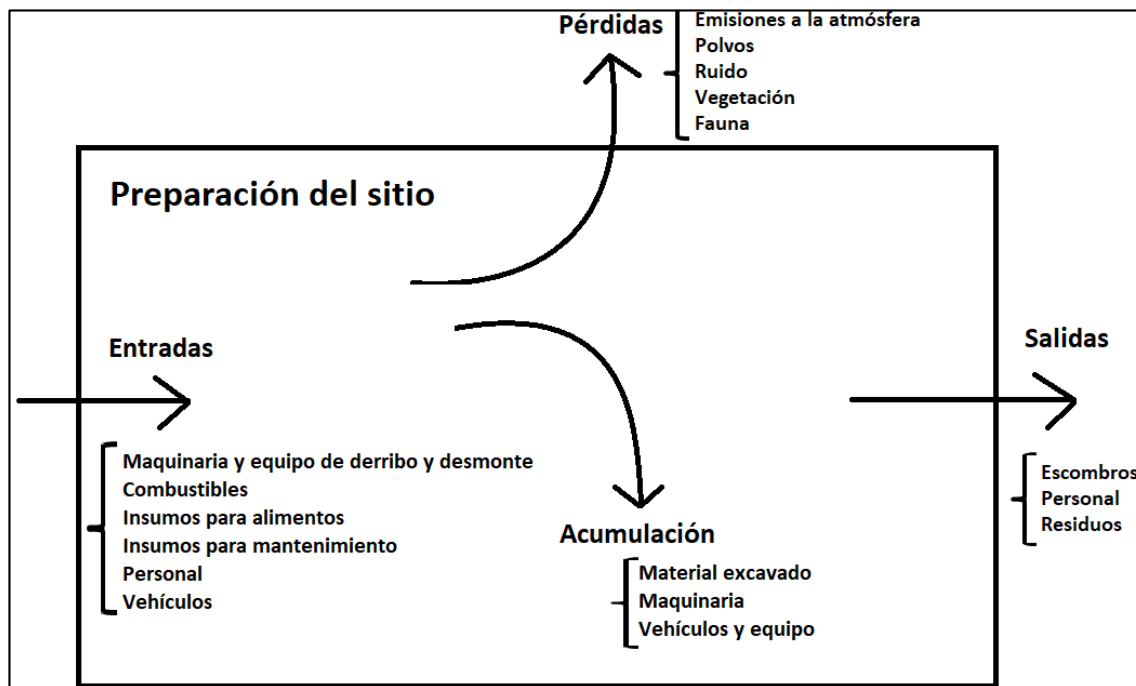 Pérdidas
Emisiones a la atmósfera
Polvos
Ruido
Vegetación
Fauna
Preparación del sitio
Entradas
Maquinaria y equipo de derribo y desmonte
Combustibles
Insumos para alimentos
Insumos para mantenimiento
Personal
Vehículos
Acumulación
Material excavado
Maquinaria
Vehículos y equipo
Salidas
Escombros
Personal
Residuos